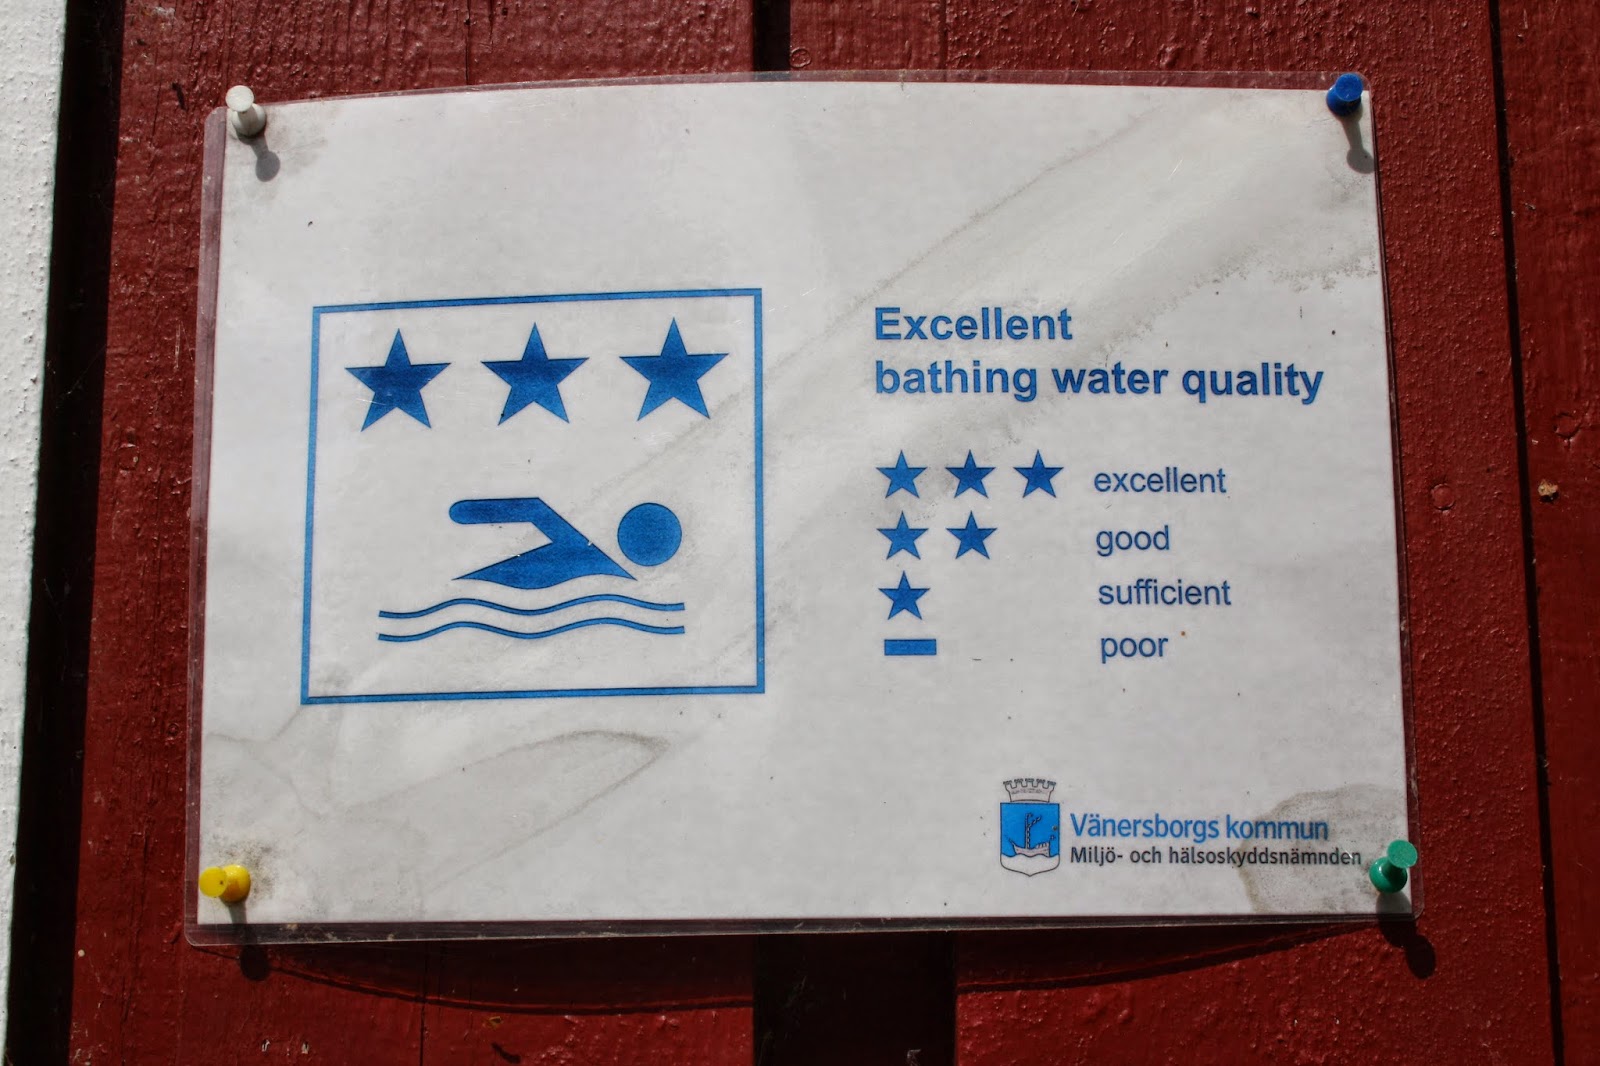 Excellent
bathing water quality
excellent
good
sufficient
poor
Vänersborgs kommun
Miljö- och hälsoskyddsnämnden